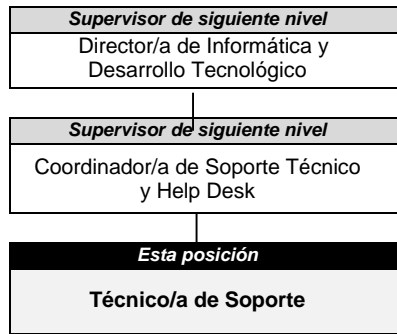 Supervisor de siguiente nivel
Director/a de Informática y
Desarrollo Tecnológico
Supervisor de siguiente nivel
Coordinador/a de Soporte Técnico
y Help Desk
Esta posición
Técnico/a de Soporte